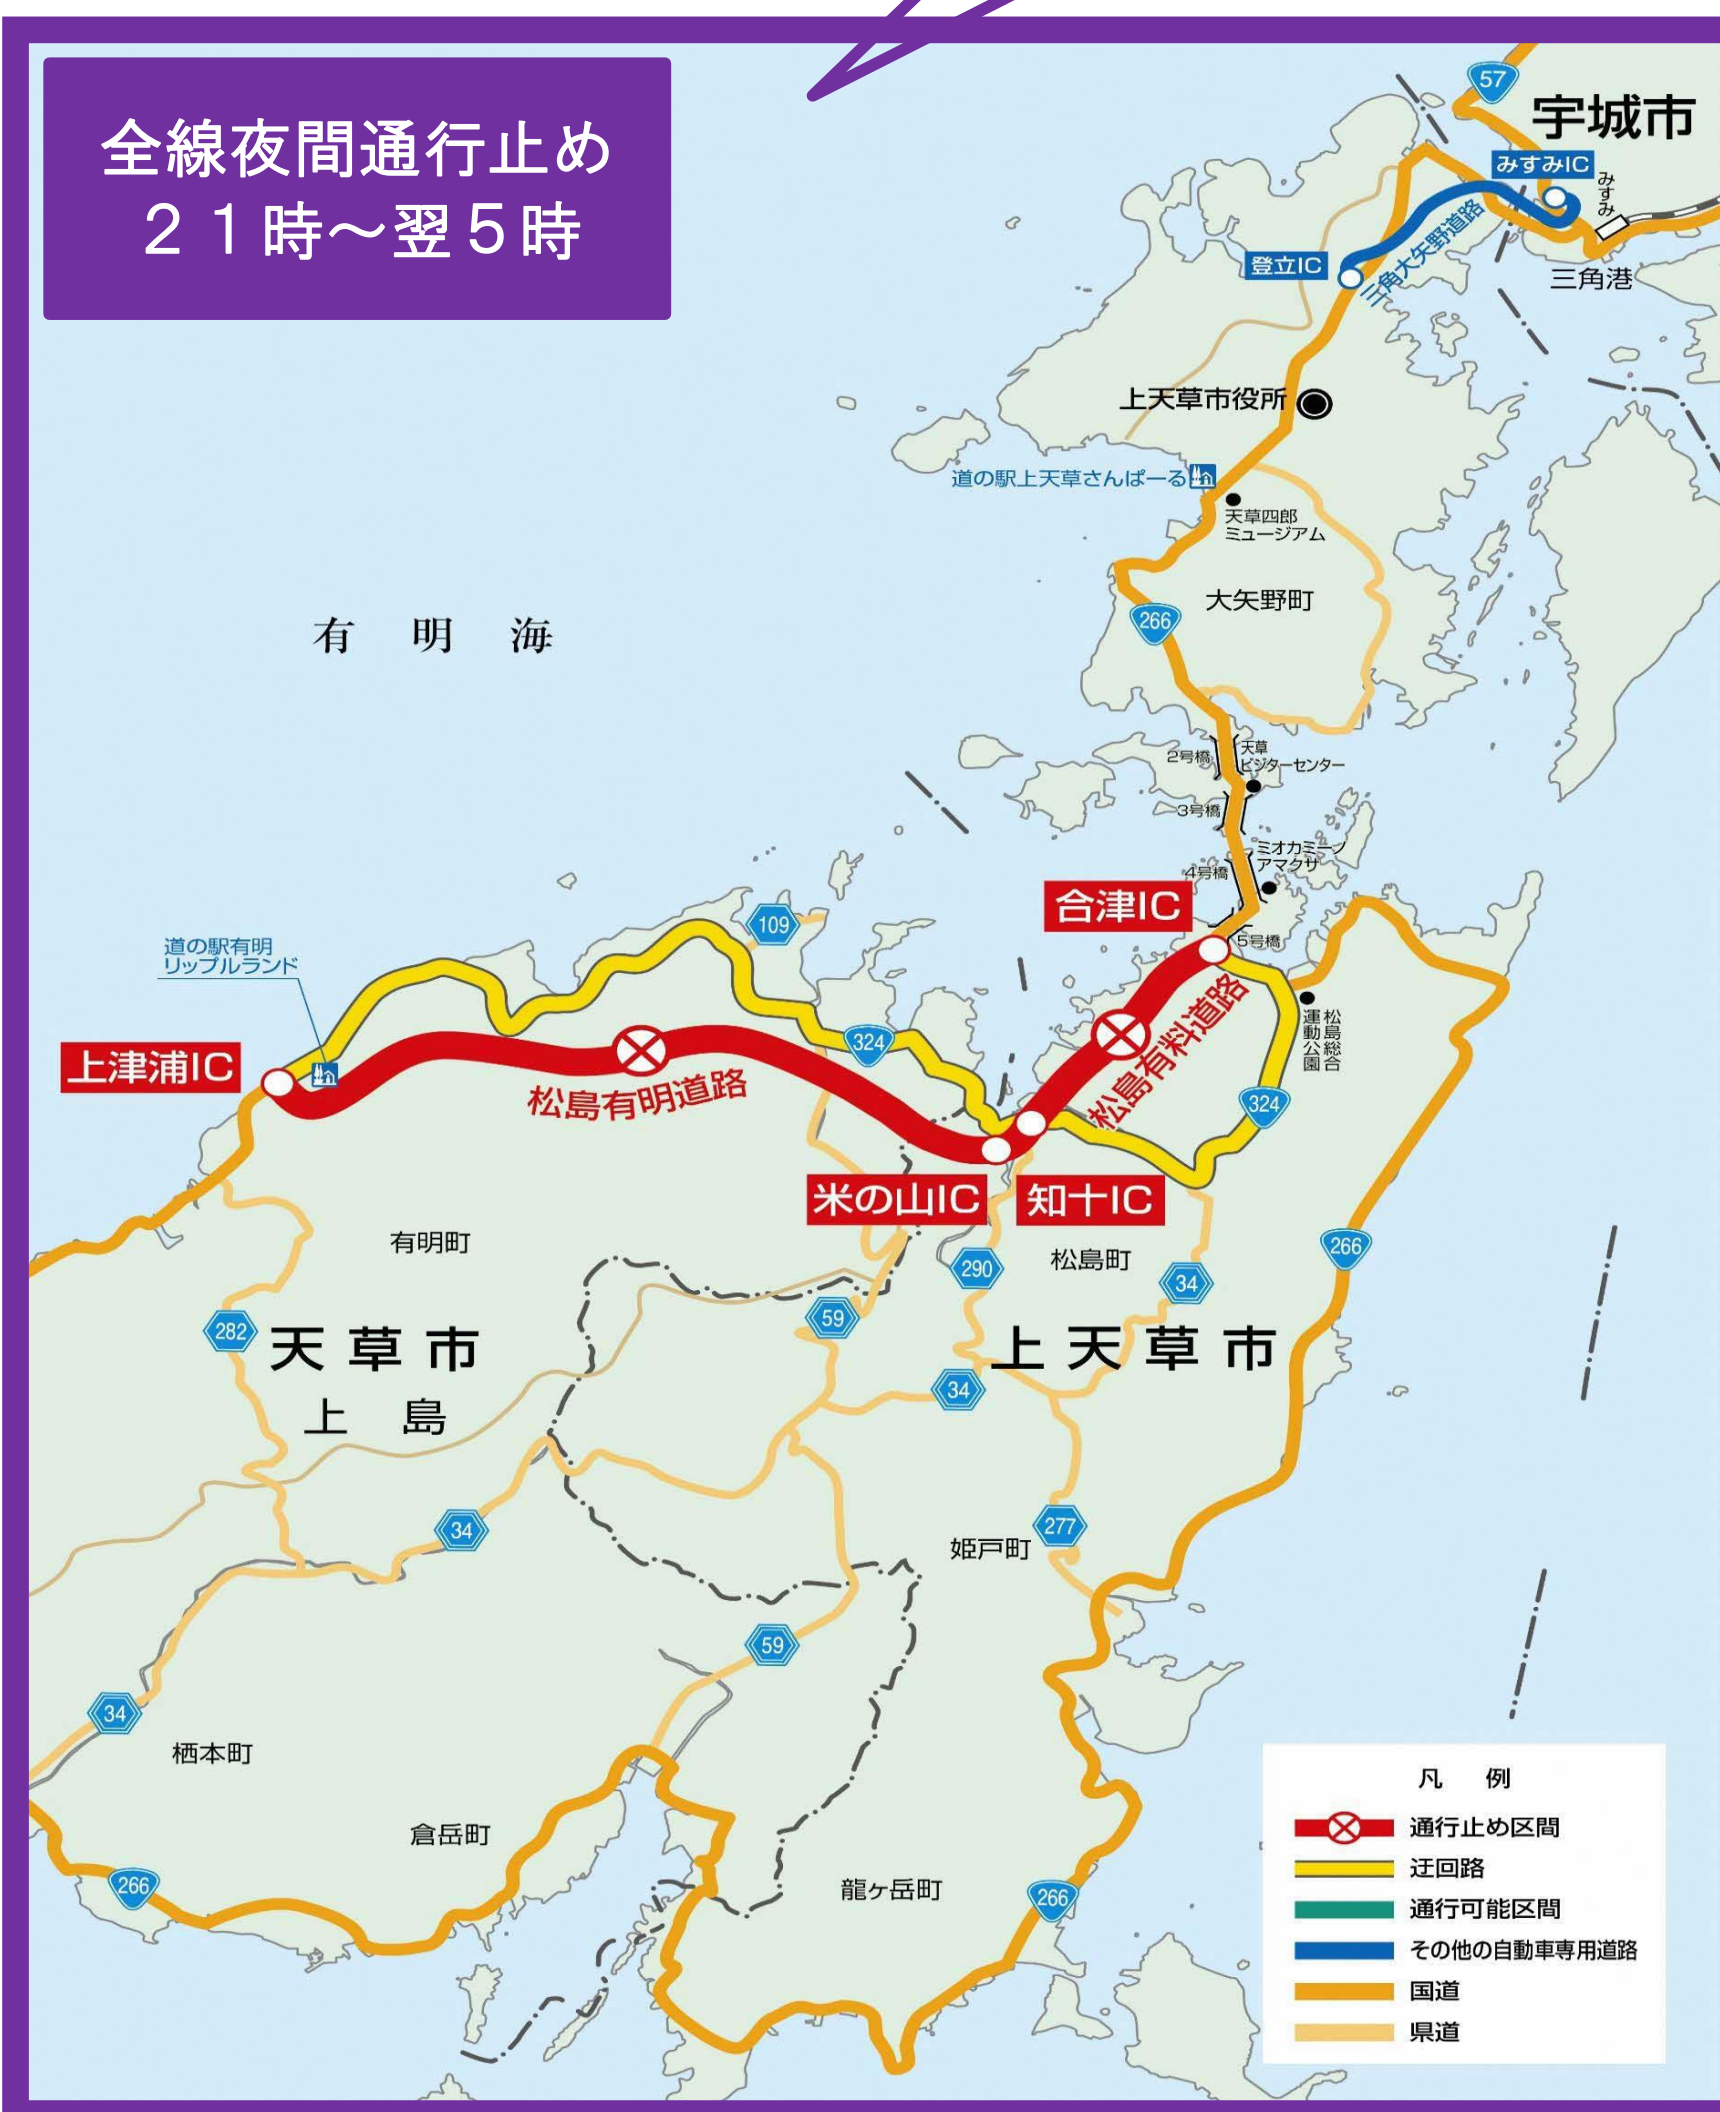 全線夜間通行止め
２１時～翌５時
57
宇城市
みすみIC
みすみ
三角大矢野道路
登立IC
三角港
上天草市役所
道の駅上天草さんぱーる
天草四郎
ミュージアム
大矢野町
266
有明海
2号橋
天草
ビジターセンター
3号橋
ミオカミーノ
アマクサ
4号橋
合津IC
5号橋
109
道の駅有明
リップルランド
松島総合
運動公園
松島有料道路
324
324
上津浦IC
松島有明道路
米の山IC
知十IC
有明町
290
松島町
266
34
59
282
天草市
上天草市
上島
34
34
277
姫戸町
59
34
栖本町
倉岳町
266
龍ヶ岳町
266
凡例
通行止め区間
迂回路
通行可能区間
その他の自動車専用道路
国道
県道